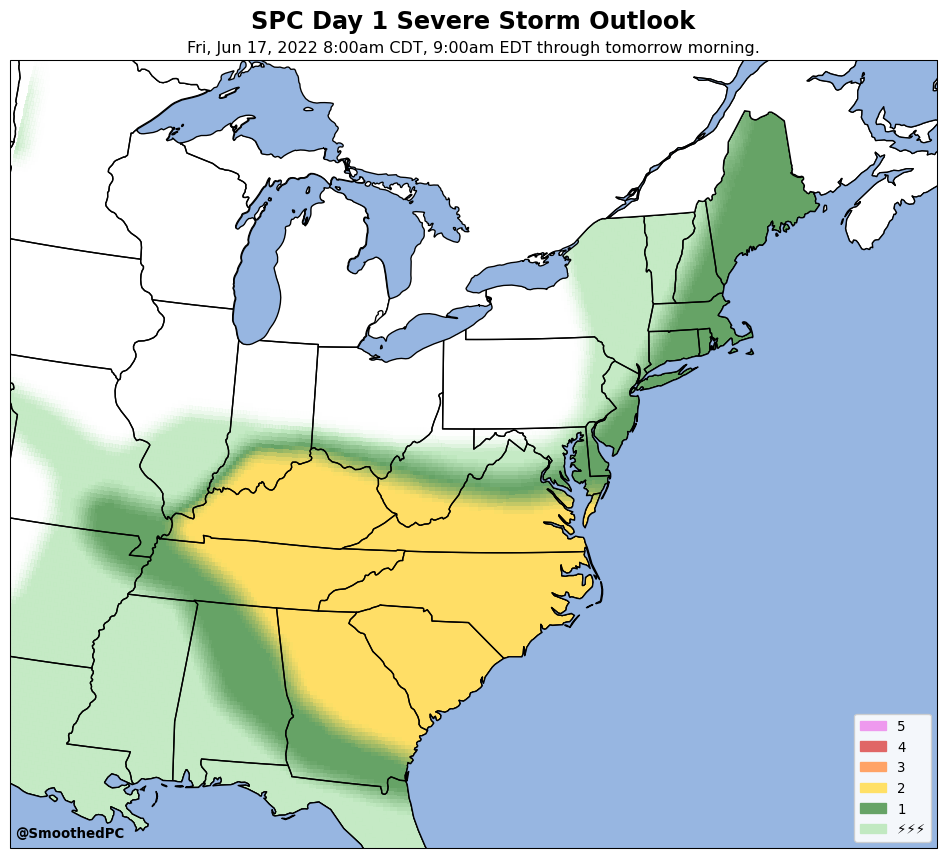 SPC Day 1 Severe Storm Outlook
Fri, Jun 17, 2022 8:00am CDT, 9:00am EDT through tomorrow morning.
5
4
3
2
1
⚡⚡⚡
@SmoothedPC